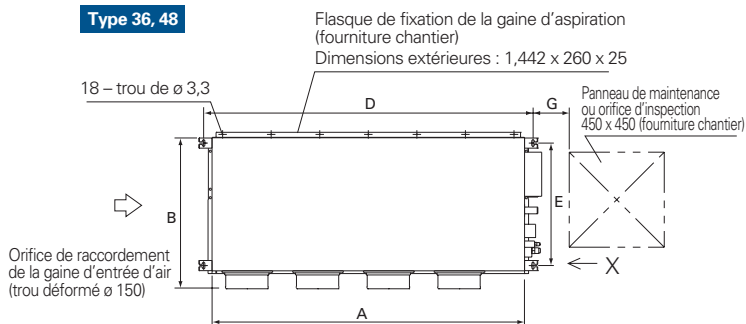 Type 36, 48
Flasque de fixation de la gaine d'aspiration
(fourniture chantier)
Dimensions extérieures : 1,442 x 260 x 25
18 – trou de ø 3,3
D
G
Panneau de maintenance
ou orifice d'inspection
450 x 450 (fourniture chantier)
B
E
Orifice de raccordement
de la gaine d'entrée d'air
(trou déformé ø 150)
X
A